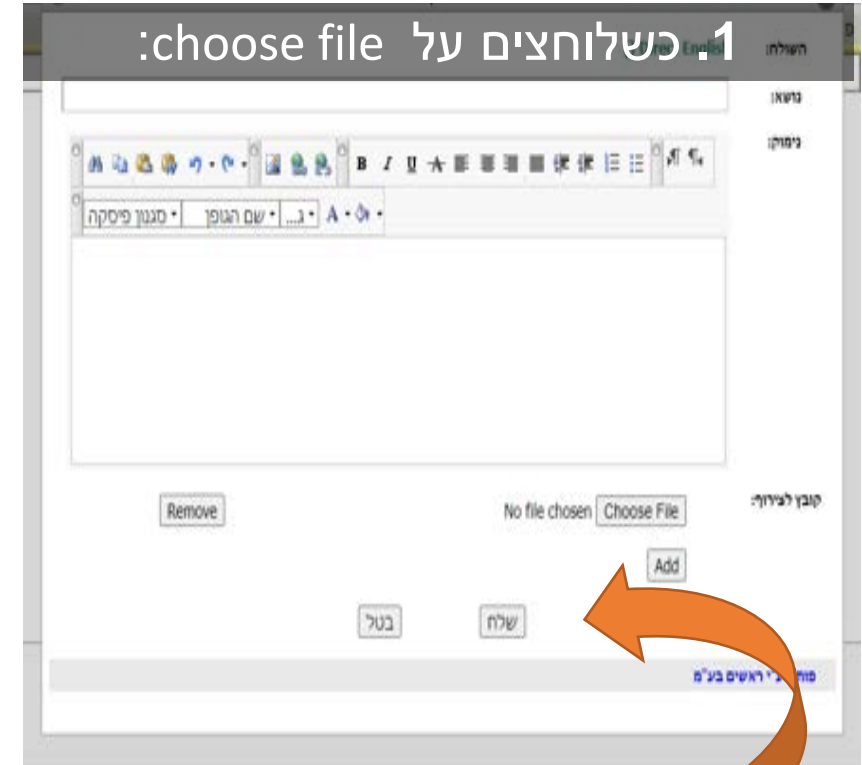 1. כשלוחצים על choose file:
השולח:
נושא:
נימוק:
B I U A
סגנון פיסקה שם הגופן ג... A
קובץ לצירוף: Choose File No file chosen Remove
Add
שלח בטל
ראשים בע"מ